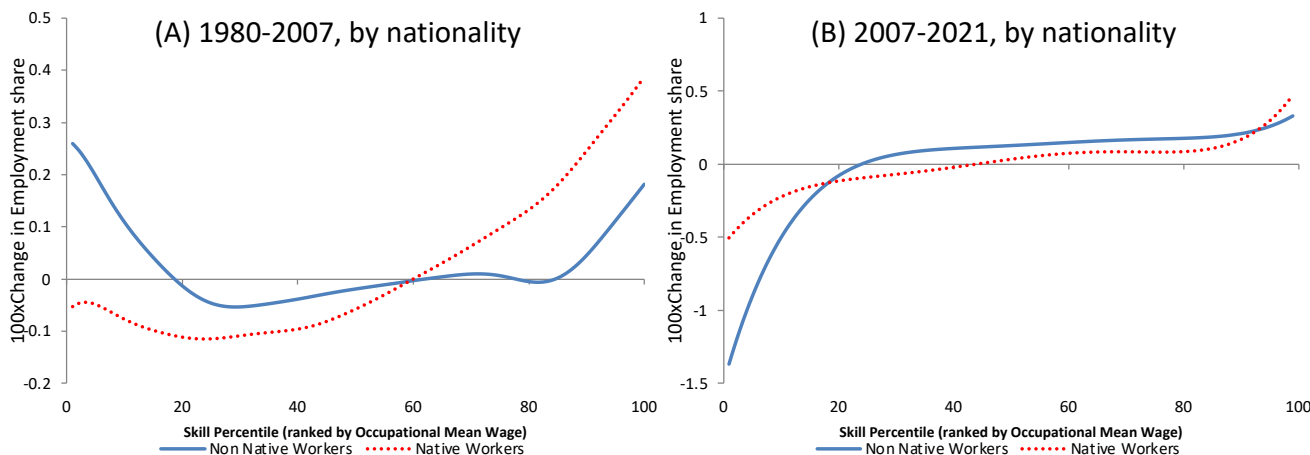 (A) 1980-2007, by nationality
100xChange in Employment share
0.5
0.4
0.3
0.2
0.1
0
-0.1
-0.2
0
20
40
60
80
100
Skill Percentile (ranked by Occupational Mean Wage)
Non Native Workers
Native Workers
(B) 2007-2021, by nationality
100xChange in Employment share
1
0.5
0
-0.5
-1
-1.5
0
20
40
60
80
100
Skill Percentile (ranked by Occupational Mean Wage)
Non Native Workers
Native Workers